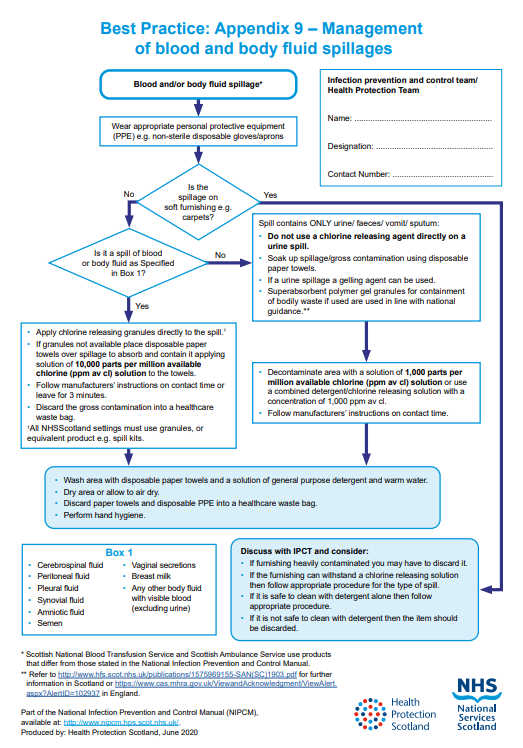 Best Practice: Appendix 9 – Management
of blood and body fluid spillages
Blood and/or body fluid spillage*
Infection prevention and control team/
Health Protection Team
Name: ......................................................
Designation: .............................................
Contact Number: .......................................
Wear appropriate personal protective equipment
(PPE) e.g. non-sterile disposable gloves/aprons
Is the
spillage on
soft furnishing e.g.
carpets?
No
Yes
Is it a spill of blood
or body fluid as Specified
in Box 1?
No
Yes
Spill contains ONLY urine/ faeces/ vomit/ sputum:
• Do not use a chlorine releasing agent directly on a
urine spill.
• Soak up spillage/gross contamination using disposable
paper towels.
• If a urine spillage a gelling agent can be used.
• Superabsorbent polymer gel granules for containment
of bodily waste if used are used in line with national
guidance.**
• Apply chlorine releasing granules directly to the spill.†
• If granules not available place disposable paper
towels over spillage to absorb and contain it applying
solution of 10,000 parts per million available
chlorine (ppm av cl) solution to the towels.
• Follow manufacturers' instructions on contact time or
leave for 3 minutes.
• Discard the gross contamination into a healthcare
waste bag.
†All NHSScotland settings must use granules, or
equivalent product e.g. spill kits.
• Decontaminate area with a solution of 1,000 parts per
million available chlorine (ppm av cl) solution or use
a combined detergent/chlorine releasing solution with a
concentration of 1,000 ppm av cl.
• Follow manufacturers' instructions on contact time.
• Wash area with disposable paper towels and a solution of general purpose detergent and warm water.
• Dry area or allow to air dry.
• Discard paper towels and disposable PPE into a healthcare waste bag.
• Perform hand hygiene.
Box 1
• Cerebrospinal fluid
• Peritoneal fluid
• Pleural fluid
• Synovial fluid
• Amniotic fluid
• Semen
• Vaginal secretions
• Breast milk
• Any other body fluid
with visible blood
(excluding urine)
Discuss with IPCT and consider:
• If furnishing heavily contaminated you may have to discard it.
• If the furnishing can withstand a chlorine releasing solution
then follow appropriate procedure for the type of spill.
• If it is safe to clean with detergent alone then follow
appropriate procedure.
• If it is not safe to clean with detergent then the item should
be discarded.
* Scottish National Blood Transfusion Service and Scottish Ambulance Service use products
that differ from those stated in the National Infection Prevention and Control Manual.
** Refer to http://www.hfs.scot.nhs.uk/publications/1575969155-SAN(SC)1903.pdf for further
information in Scotland or https://www.cas.mhra.gov.uk/ViewandAcknowledgment/ViewAlert.
aspx?AlertID=102937 in England.
Part of the National Infection Prevention and Control Manual (NIPCM),
available at: http://www.nipcm.hps.scot.nhs.uk/.
Produced by: Health Protection Scotland, June 2020
Health
Protection
Scotland
NHS
National
Services
Scotland